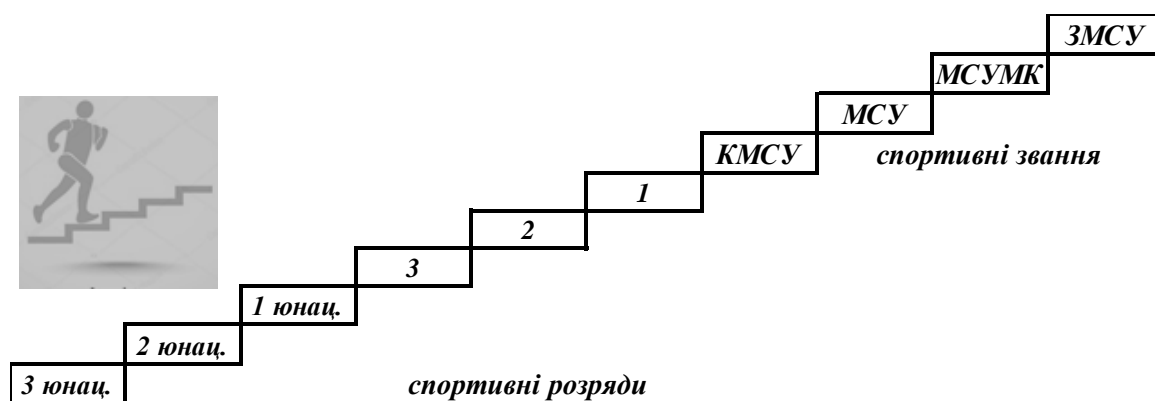 ЗМСУ
МСУМК
МСУ
КМСУ спортивні звання
1
2
3
1 юнац.
2 юнац.
3 юнац. спортивні розряди